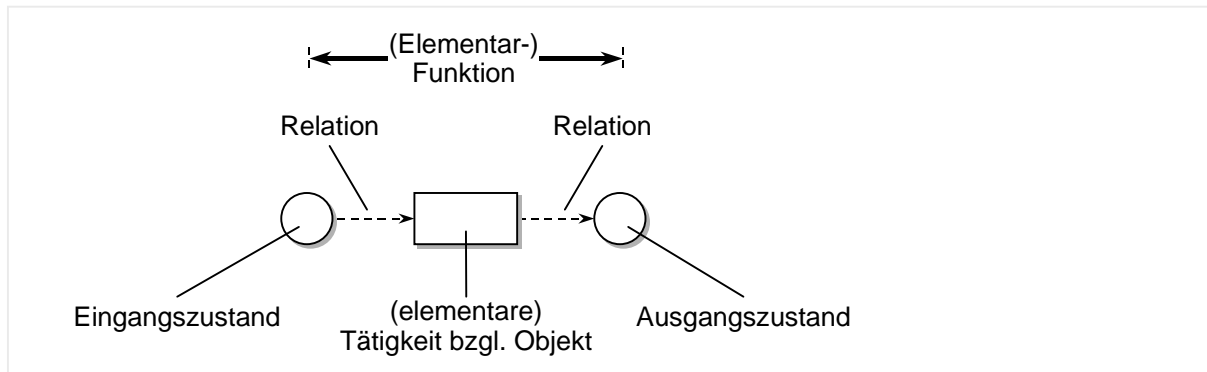 (Elementar-)
Funktion
Relation
Relation
Eingangszustand
(elementare)
Tätigkeit bzgl. Objekt
Ausgangszustand